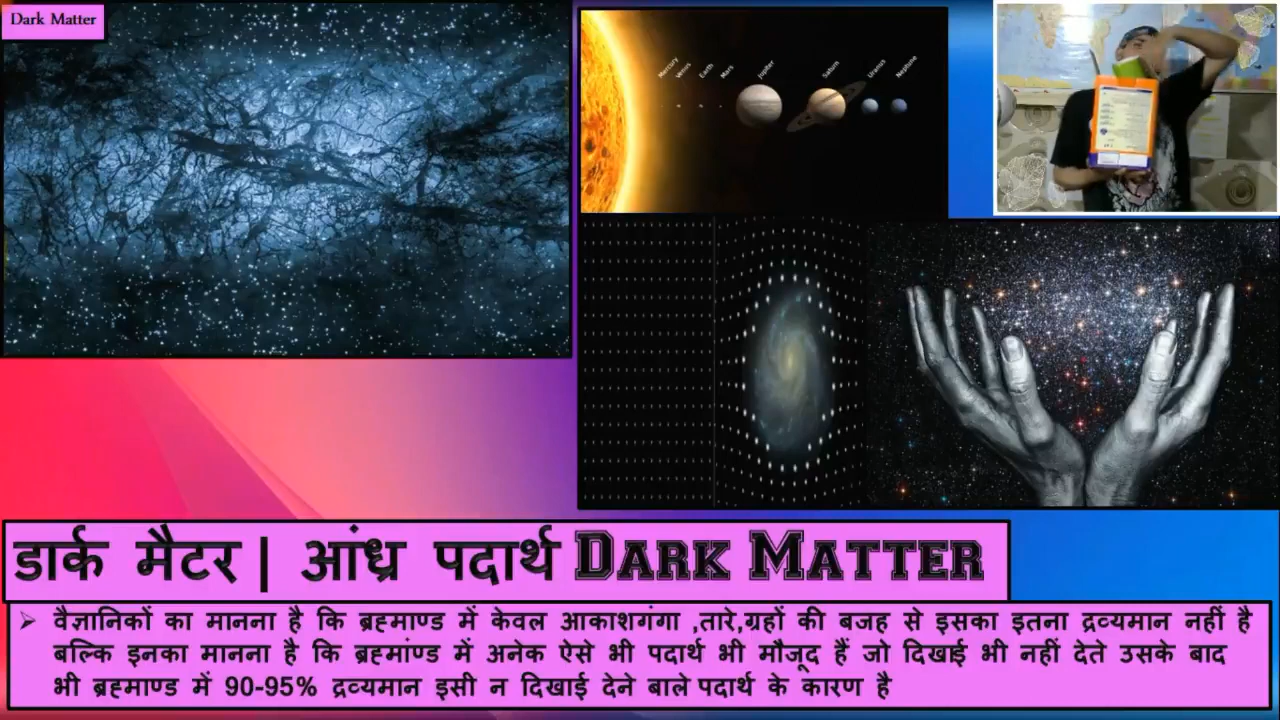 Dark Matter
Mercury
Venus
Earth
Mars
Jupiter
Saturn
Uranus
Neptune
डार्क मैटर | आंध्र पदार्थ DARK MATTER
➢ वैज्ञानिकों का मानना है कि ब्रह्माण्ड में केवल आकाशगंगा ,तारे,ग्रहों की बजह से इसका इतना द्रव्यमान नहीं है
बल्कि इनका मानना है कि ब्रह्मांण्ड में अनेक ऐसे भी पदार्थ भी मौजूद हैं जो दिखाई भी नहीं देते उसके बाद
भी ब्रह्माण्ड में 90-95% द्रव्यमान इसी न दिखाई देने बाले पदार्थ के कारण है